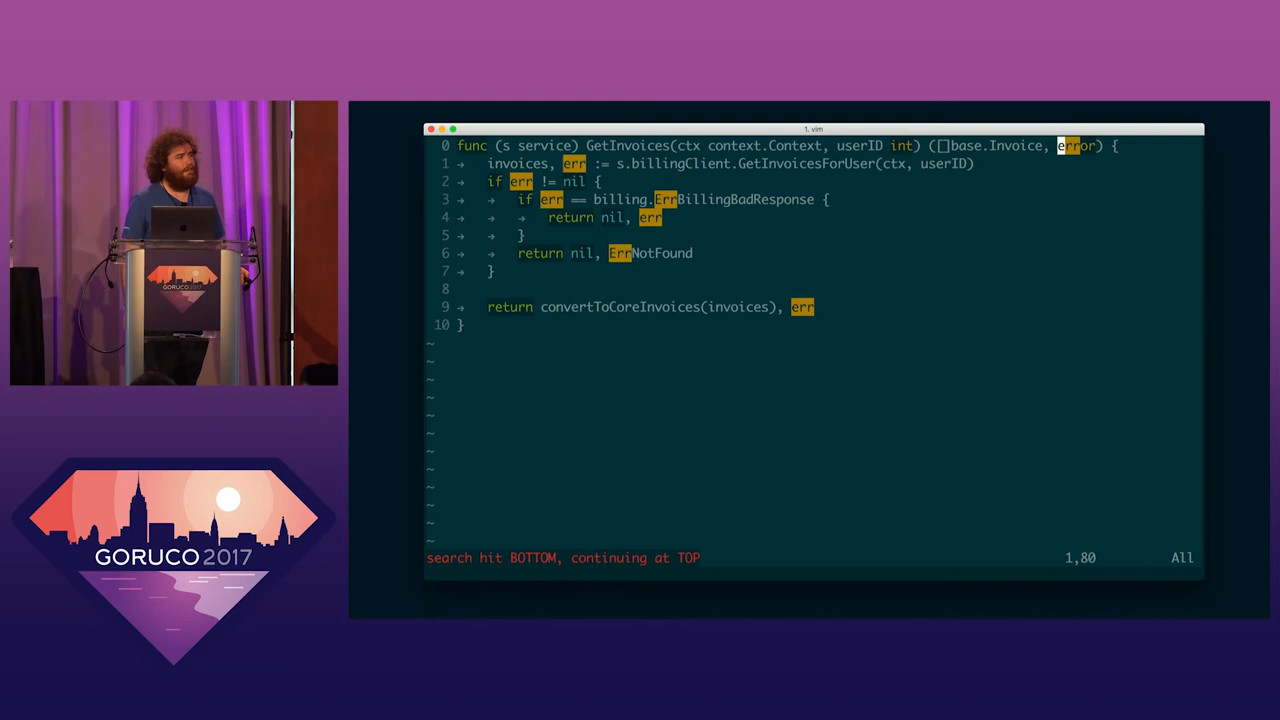 1. vim
0 func (s service) GetInvoices(ctx context.Context, userID int) ([]base.Invoice, error) {
1 → invoices, err := s.billingClient.GetInvoicesForUser(ctx, userID)
2 → if err != nil {
3 → → if err == billing.ErrBillingBadResponse {
4 → → → return nil, err
5 → → }
6 → → return nil, ErrNotFound
7 → }
8
9 → return convertToCoreInvoices(invoices), err
10 }
~
~
~
~
~
~
~
~
~
~
~
~
search hit BOTTOM, continuing at TOP 1,80 All
GORUCO 2017
GORUCO 2017